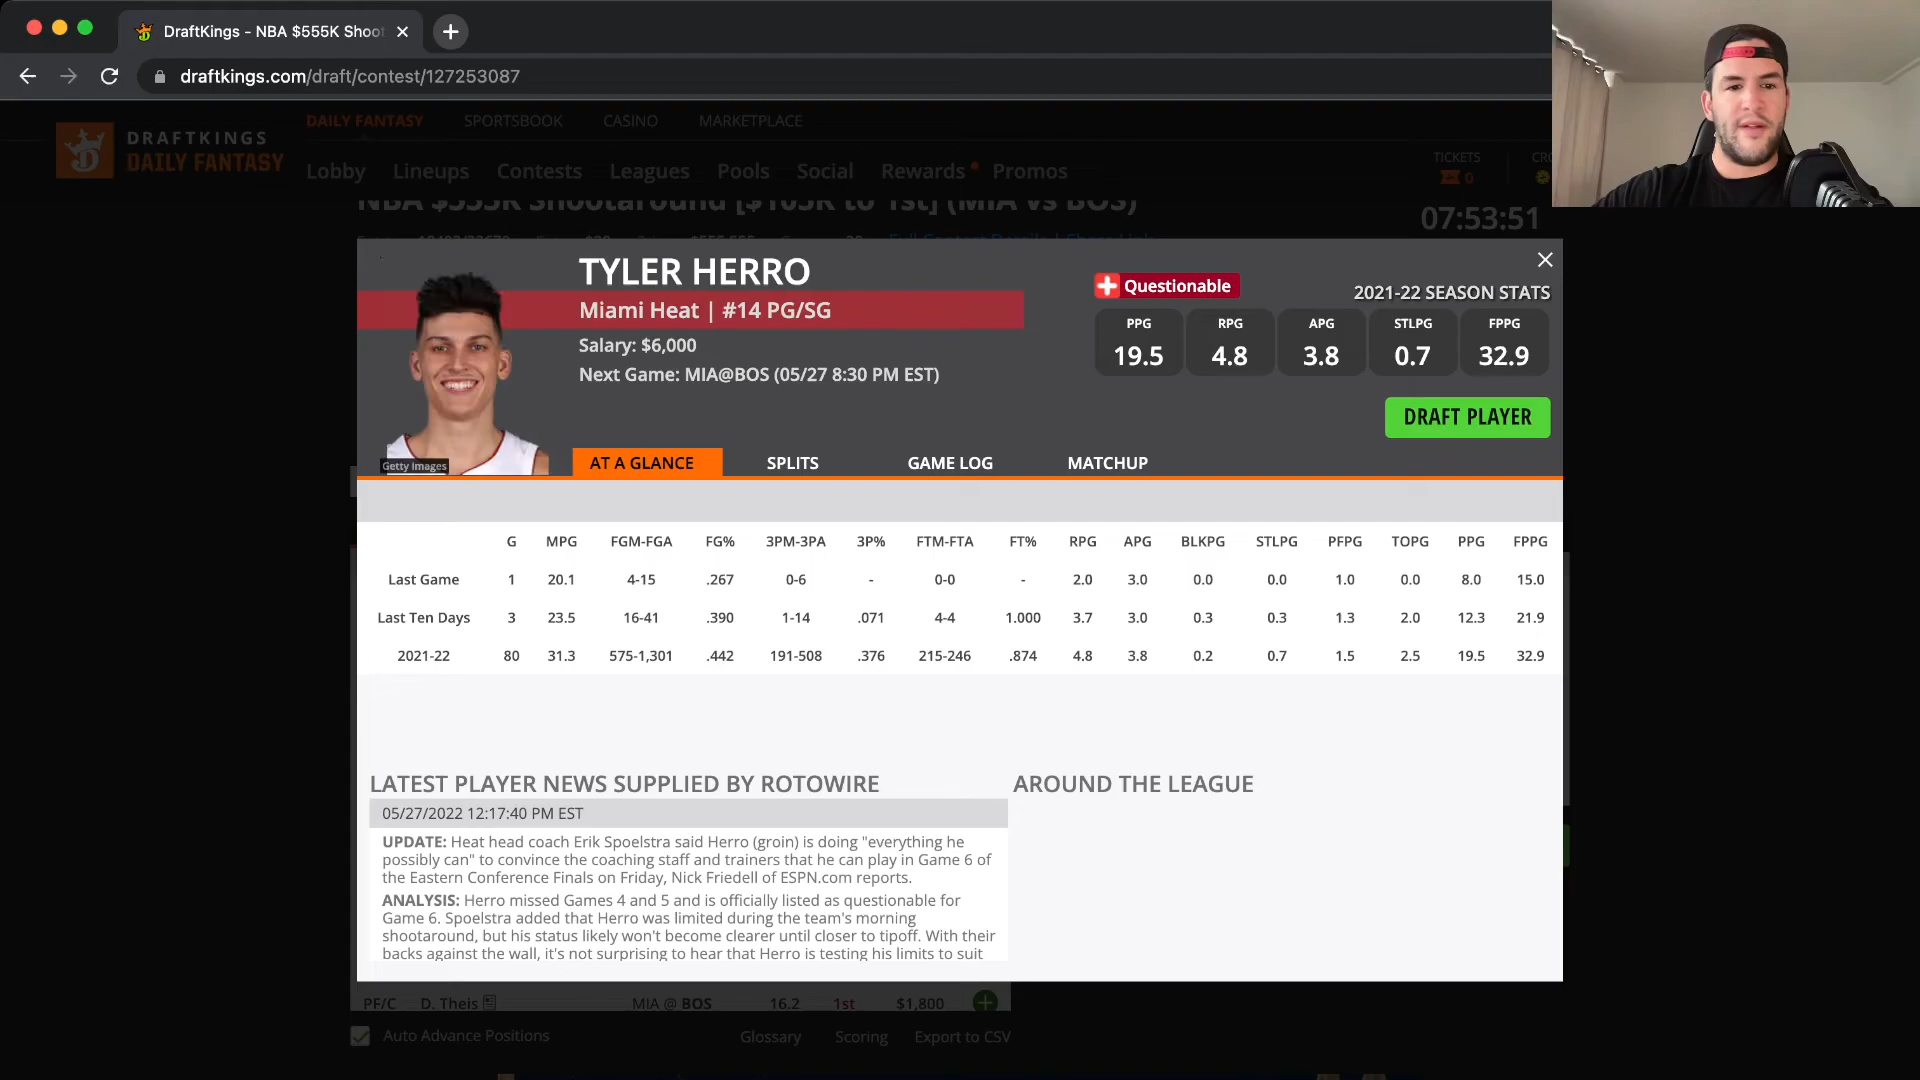 DraftKings - NBA $555K Shoot
draftkings.com/draft/contest/127253087
DRAFTKINGS
DAILY FANTASY
DAILY FANTASY SPORTSBOOK CASINO MARKETPLACE
Lobby Lineups Contests Leagues Pools Social Rewards Promos
TICKETS
0
NBA $555K Shootaround [$105K to 1st] (MIA vs BOS)
07:53:51
TYLER HERRO
Miami Heat | #14 PG/SG
Salary: $6,000
Next Game: MIA@BOS (05/27 8:30 PM EST)
Getty Images
Questionable
2021-22 SEASON STATS
PPG RPG APG STLPG FPPG
19.5 4.8 3.8 0.7 32.9
DRAFT PLAYER
AT A GLANCE SPLITS GAME LOG MATCHUP
G MPG FGM-FGA FG% 3PM-3PA 3P% FTM-FTA FT% RPG APG BLKPG STLPG PFPG TOPG PPG FPPG
Last Game 1 20.1 4-15 .267 0-6 - 0-0 - 2.0 3.0 0.0 0.0 1.0 0.0 8.0 15.0
Last Ten Days 3 23.5 16-41 .390 1-14 .071 4-4 1.000 3.7 3.0 0.3 0.3 1.3 2.0 12.3 21.9
2021-22 80 31.3 575-1,301 .442 191-508 .376 215-246 .874 4.8 3.8 0.2 0.7 1.5 2.5 19.5 32.9
LATEST PLAYER NEWS SUPPLIED BY ROTOWIRE
05/27/2022 12:17:40 PM EST
UPDATE: Heat head coach Erik Spoelstra said Herro (groin) is doing "everything he
possibly can" to convince the coaching staff and trainers that he can play in Game 6 of
the Eastern Conference Finals on Friday, Nick Friedell of ESPN.com reports.
ANALYSIS: Herro missed Games 4 and 5 and is officially listed as questionable for
Game 6. Spoelstra added that Herro was limited during the team's morning
shootaround, but his status likely won't become clearer until closer to tipoff. With their
backs against the wall, it's not surprising to hear that Herro is testing his limits to suit
AROUND THE LEAGUE
PF/C D. Theis MIA @ BOS 16.2 1st $1,800
Auto Advance Positions
Glossary Scoring Export to CSV